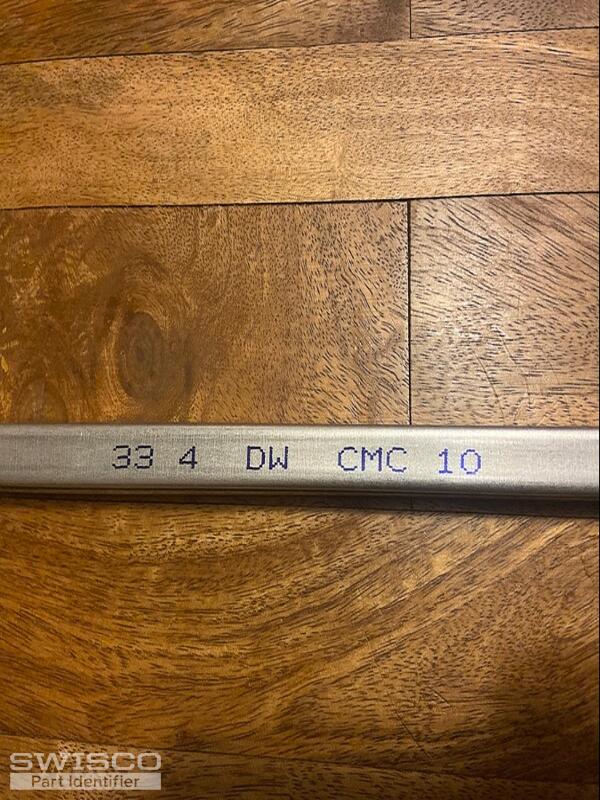 33 4 DW CMC 10
SWISCO
Part Identifier